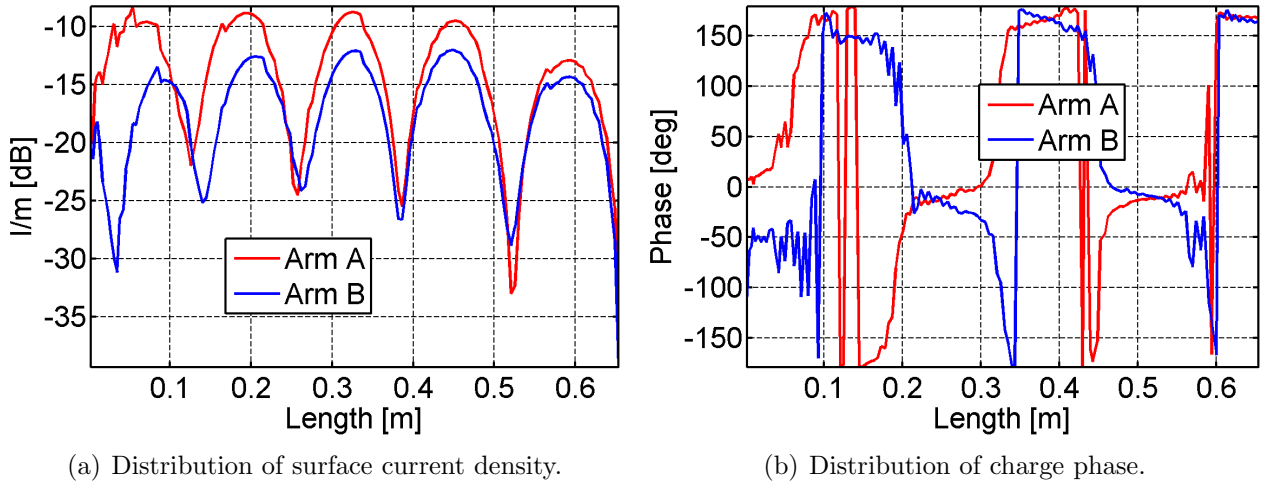 -10
-15
-20
-25
-30
-35
I/m [dB]
Arm A
Arm B
0.1 0.2 0.3 0.4 0.5 0.6
Length [m]
(a) Distribution of surface current density.
150
100
50
0
-50
-100
-150
Phase [deg]
Arm A
Arm B
0.1 0.2 0.3 0.4 0.5 0.6
Length [m]
(b) Distribution of charge phase.